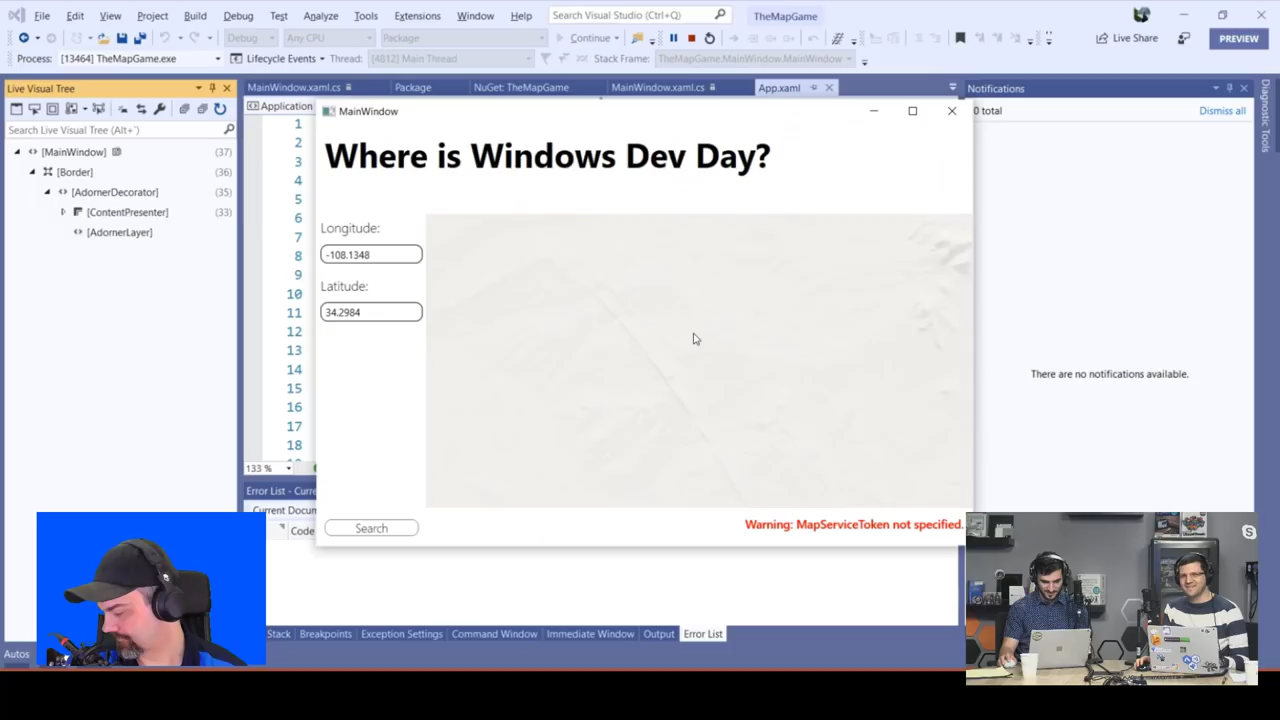 File Edit View Project Build Debug Test Analyze Tools Extensions Window Help Search Visual Studio (Ctrl+Q) TheMapGame
Debug Any CPU Package Continue Live Share PREVIEW
Process: [13464] TheMapGame.exe Lifecycle Events Thread: [4812] Main Thread Stack Frame: TheMapGame.MainWindow.MainWindow
Live Visual Tree MainWindow.xaml.cs Package NuGet: TheMapGame MainWindow.xaml.cs App.xaml Notifications
Application MainWindow 0 total Dismiss all
Search Live Visual Tree (Alt+`)
[MainWindow] (37)
[Border] (36)
[AdornerDecorator] (35)
[ContentPresenter] (33)
[AdornerLayer]
1
2
3
4
5
6
7
8
9
10
11
12
13
14
15
16
17
18
Where is Windows Dev Day?
Longitude:
-108.1348
Latitude:
34.2984
Search
Warning: MapServiceToken not specified.
There are no notifications available.
Diagnostic Tools
133 %
Error List - Curre
Current Docum
Code
Autos Stack Breakpoints Exception Settings Command Window Immediate Window Output Error List